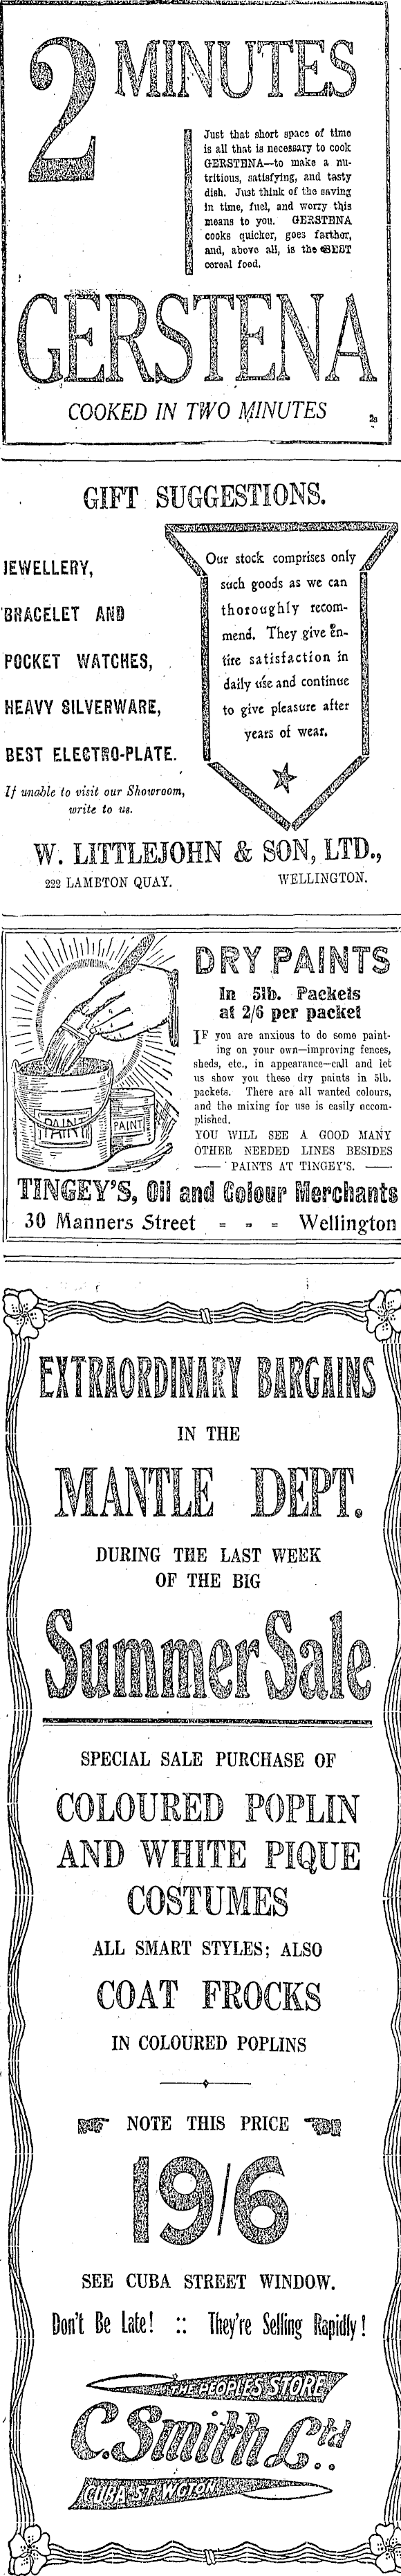 2 MINUTES
Just that short space of time
is all that is necessary to cook
GERSTENA—to make a nu-
tritious, satisfying, and tasty
dish. Just think of the saving
in time, fuel, and worry this
means to you. GERSTENA
cooks quicker, goes farther,
and, above all, is the BEST
cereal food.
GERSTENA
COOKED IN TWO MINUTES
2a
GIFT SUGGESTIONS.
JEWELLERY,
BRACELET AND
POCKET WATCHES,
HEAVY SILVERWARE,
BEST ELECTRO-PLATE.
If unable to visit our Showroom,
write to us.
Our stock comprises only
such goods as we can
thoroughly recom-
mend. They give en-
tire satisfaction in
daily use and continue
to give pleasure after
years of wear.
W. LITTLEJOHN & SON, LTD.,
222 LAMBTON QUAY. WELLINGTON.
PAINT
PAINT
DRY PAINTS
In 5lb. Packets
at 2/6 per packet
IF you are anxious to do some paint-
ing on your own—improving fences,
sheds, etc., in appearance—call and let
us show you these dry paints in 5lb.
packets. There are all wanted colours,
and the mixing for use is easily accom-
plished.
YOU WILL SEE A GOOD MANY
OTHER NEEDED LINES BESIDES
—— PAINTS AT TINGEY'S. ——
TINGEY'S, Oil and Colour Merchants
30 Manners Street - - - Wellington
EXTRAORDINARY BARGAINS
IN THE
MANTLE DEPT.
DURING THE LAST WEEK
OF THE BIG
Summer Sale
SPECIAL SALE PURCHASE OF
COLOURED POPLIN
AND WHITE PIQUE
COSTUMES
ALL SMART STYLES; ALSO
COAT FROCKS
IN COLOURED POPLINS
NOTE THIS PRICE
19/6
SEE CUBA STREET WINDOW.
Don't Be Late! :: They're Selling Rapidly!
THE PEOPLES STORE
C. Smith Ltd.
CUBA ST. WGTON